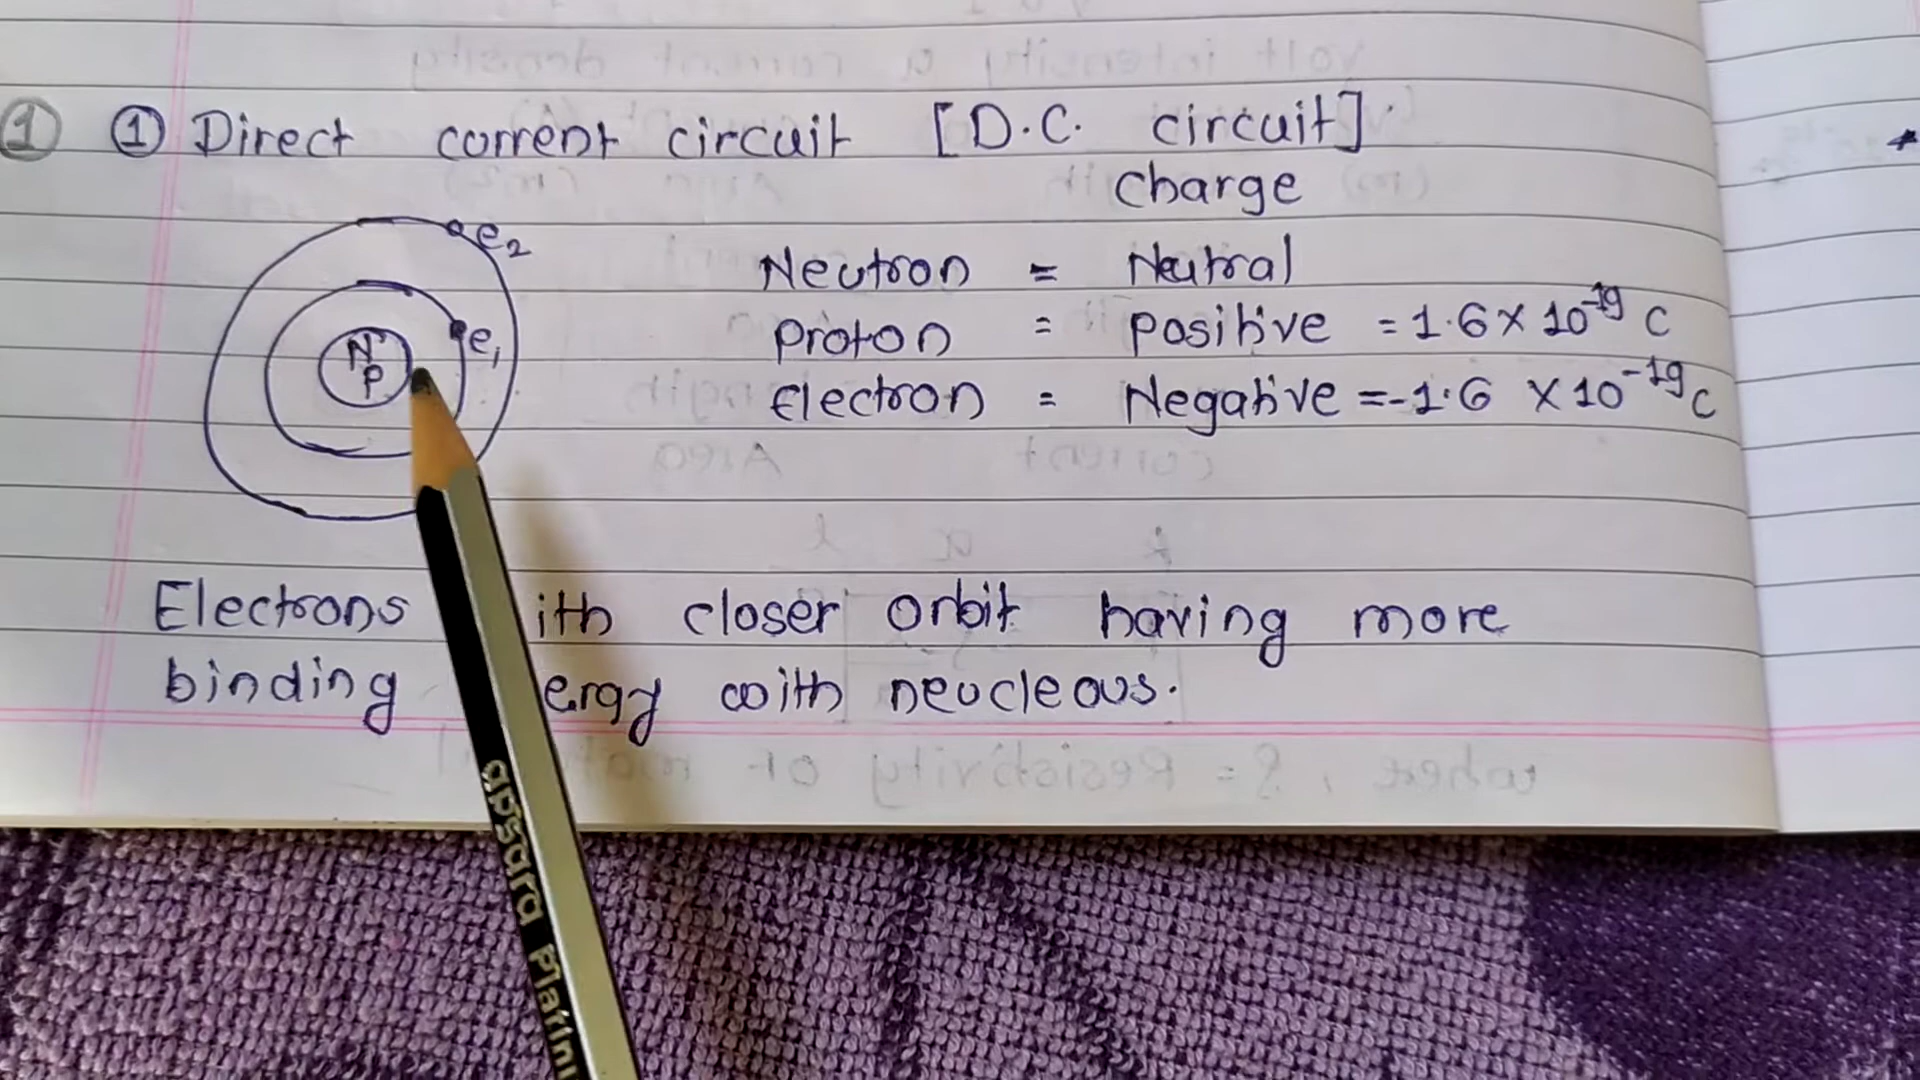 ① ① Direct current circuit [D.C. circuit]
charge
e₂
Neutron = Neutral
Proton = positive = 1.6 × 10⁻¹⁹ C
Electron = Negative = -1.6 × 10⁻¹⁹ C
e₁
N
P
Electrons ith closer orbit having more
binding ergy with neucleous.
apsara Platinu